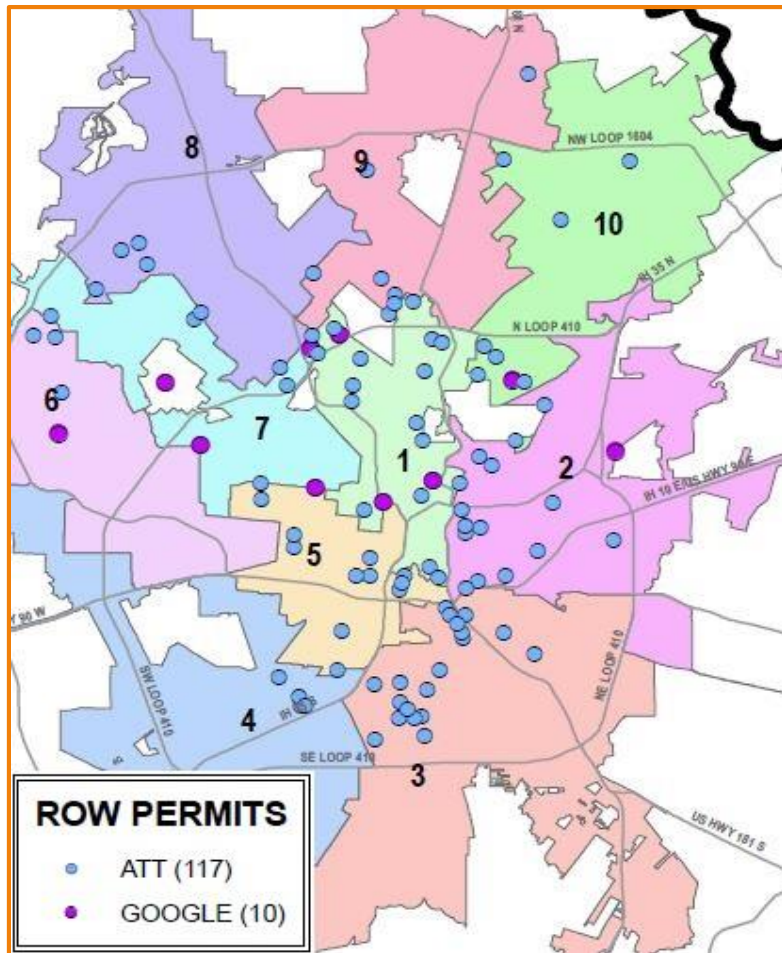 N 
8
9
NW LOOP 1604
10
IH 35 N
N LOOP 410
6
7
1
2
IH 10 E/US HWY 90 E
5
Y 90 W
SW LOOP 410
4
NE LOOP 410
SE LOOP 410
3
US HWY 181 S
ROW PERMITS
ATT (117)
GOOGLE (10)